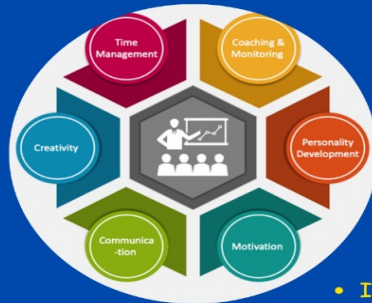 Time
Management
Coaching &
Monitoring
Creativity
Personality
Development
Communica
-tion
Motivation